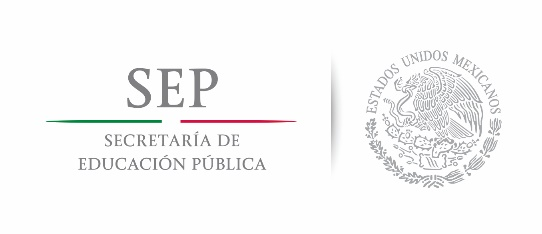 SEP
SECRETARÍA DE
EDUCACIÓN PÚBLICA
ESTADOS UNIDOS MEXICANOS